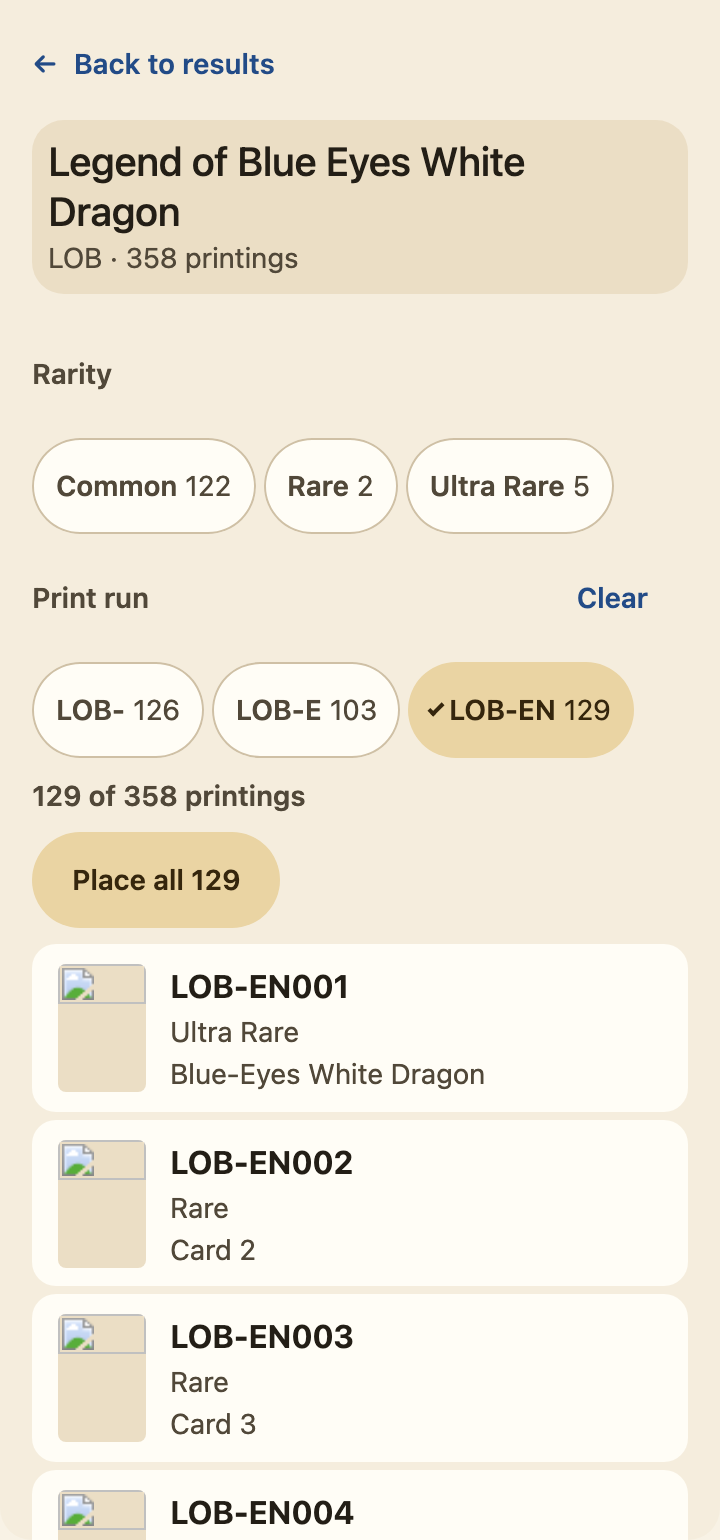 Back to results
Legend of Blue Eyes White
Dragon
LOB · 358 printings
Rarity
Common 122
Rare 2
Ultra Rare 5
Print run
Clear
LOB- 126
LOB-E 103
LOB-EN 129
129 of 358 printings
Place all 129
LOB-EN001
Ultra Rare
Blue-Eyes White Dragon
LOB-EN002
Rare
Card 2
LOB-EN003
Rare
Card 3
LOB-EN004